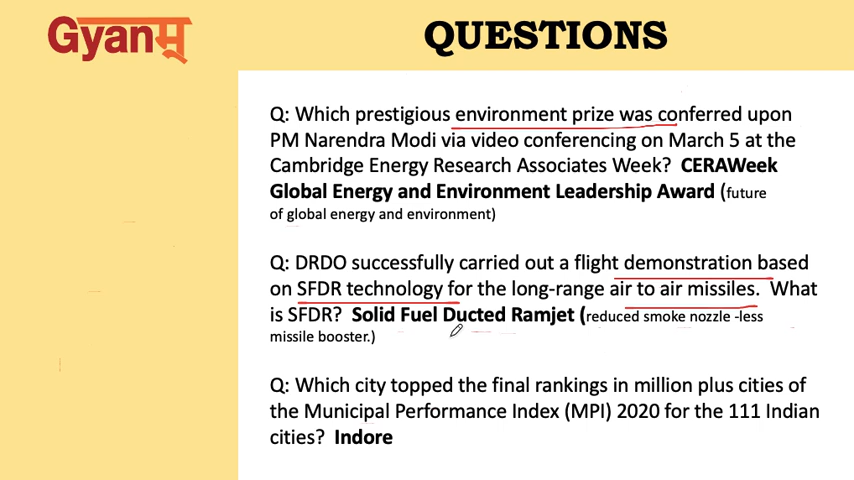 Gyanम्
QUESTIONS
Q: Which prestigious environment prize was conferred upon
PM Narendra Modi via video conferencing on March 5 at the
Cambridge Energy Research Associates Week? CERAWeek
Global Energy and Environment Leadership Award (future
of global energy and environment)
Q: DRDO successfully carried out a flight demonstration based
on SFDR technology for the long-range air to air missiles. What
is SFDR? Solid Fuel Ducted Ramjet (reduced smoke nozzle -less
missile booster.)
Q: Which city topped the final rankings in million plus cities of
the Municipal Performance Index (MPI) 2020 for the 111 Indian
cities? Indore